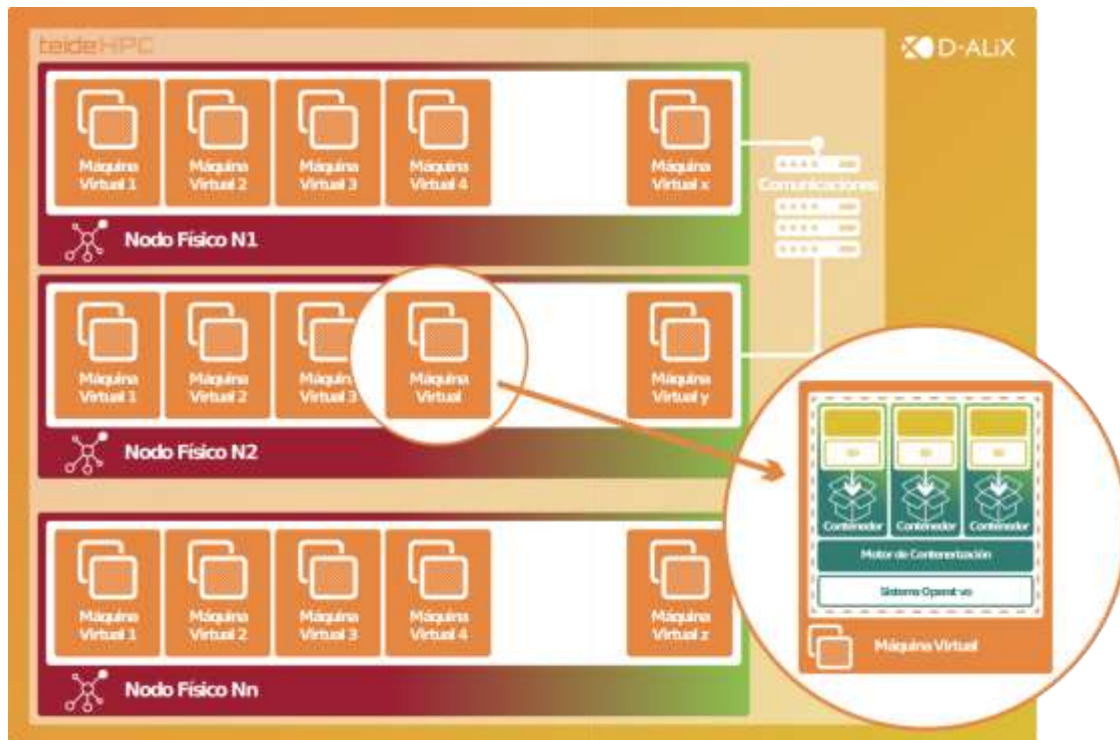 teideHPC
D-ALiX
Máquina
Virtual 1
Máquina
Virtual 2
Máquina
Virtual 3
Máquina
Virtual 4
Máquina
Virtual x
Comunicaciones
Nodo Físico N1
Máquina
Virtual 1
Máquina
Virtual 2
Máquina
Virtual 3
Máquina
Virtual
Máquina
Virtual y
Nodo Físico N2
Contenedor
Contenedor
Contenedor
Motor de Contenerización
Sistema Operativo
Máquina Virtual
Máquina
Virtual 1
Máquina
Virtual 2
Máquina
Virtual 3
Máquina
Virtual 4
Máquina
Virtual z
Nodo Físico Nn